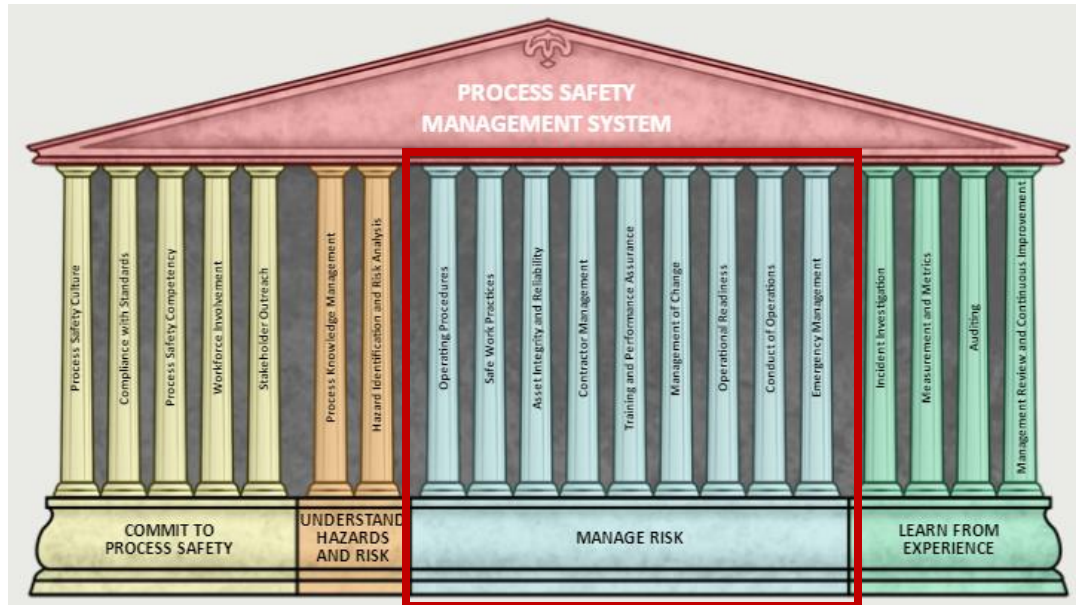 PROCESS SAFETY
MANAGEMENT SYSTEM
Process Safety Culture
Compliance with Standards
Process Safety Competency
Workforce Involvement
Stakeholder Outreach
Process Knowledge Management
Hazard Identification and Risk Analysis
Operating Procedures
Safe Work Practices
Asset Integrity and Reliability
Contractor Management
Training and Performance Assurance
Management of Change
Operational Readiness
Conduct of Operations
Emergency Management
Incident Investigation
Measurement and Metrics
Auditing
Management Review and Continuous Improvement
COMMIT TO
PROCESS SAFETY
UNDERSTAND
HAZARDS
AND RISK
MANAGE RISK
LEARN FROM
EXPERIENCE